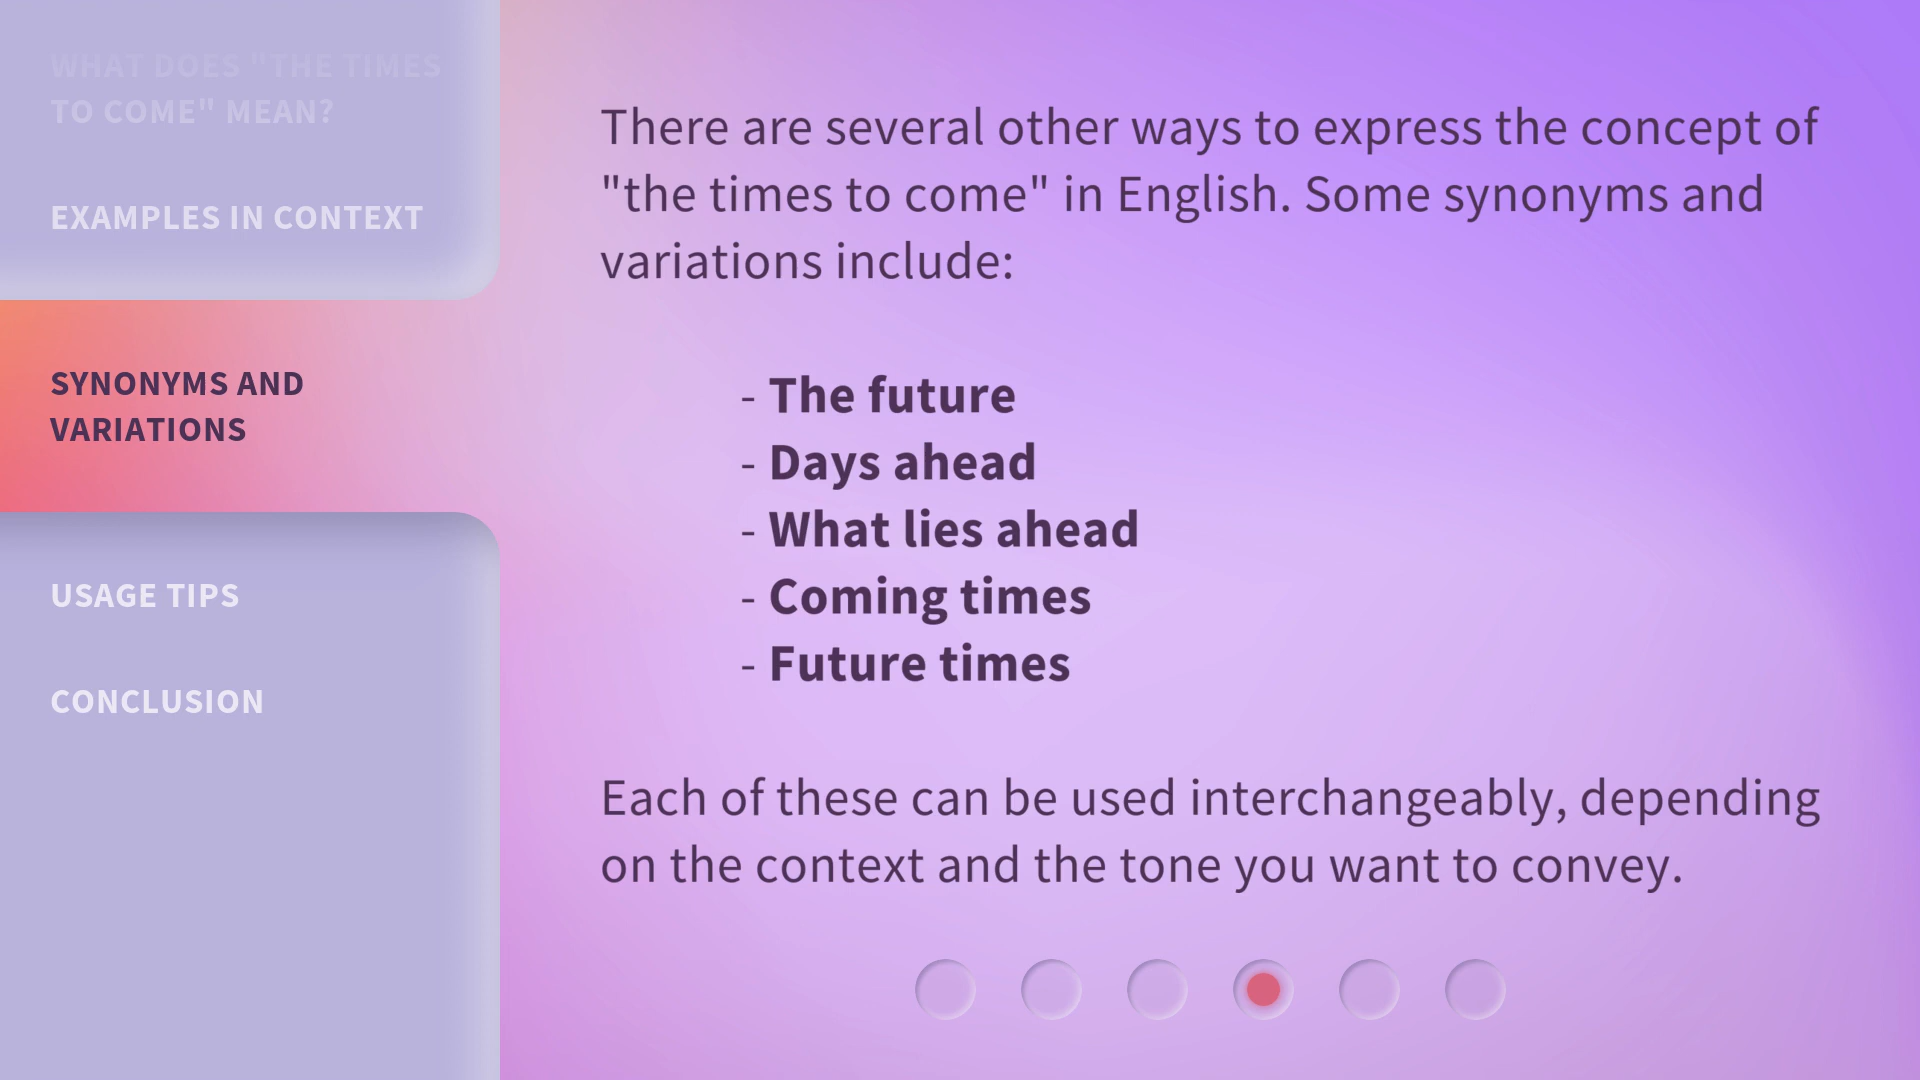 WHAT DOES "THE TIMES
TO COME" MEAN?
EXAMPLES IN CONTEXT
SYNONYMS AND
VARIATIONS
USAGE TIPS
CONCLUSION
There are several other ways to express the concept of
"the times to come" in English. Some synonyms and
variations include:
- The future
- Days ahead
- What lies ahead
- Coming times
- Future times
Each of these can be used interchangeably, depending
on the context and the tone you want to convey.